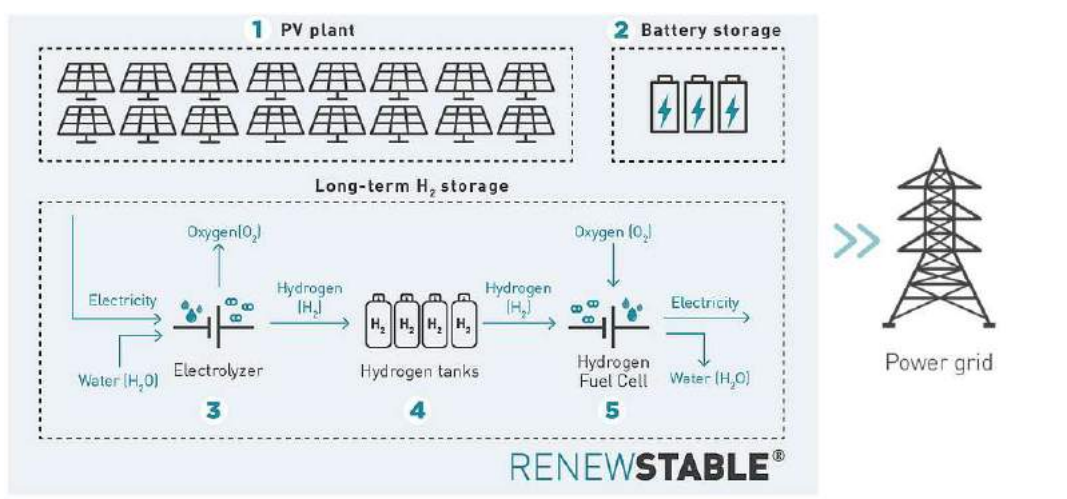 1 PV plant
2 Battery storage
Long-term H₂ storage
Oxygen(O₂)
Oxygen (O₂)
Electricity
Hydrogen
(H₂)
Hydrogen
(H₂)
Electricity
H₂ H₂ H₂ H₂
Water (H₂O)
Electrolyzer
Hydrogen tanks
Hydrogen
Fuel Cell
Water (H₂O)
Power grid
3
4
5
RENEWSTABLE®